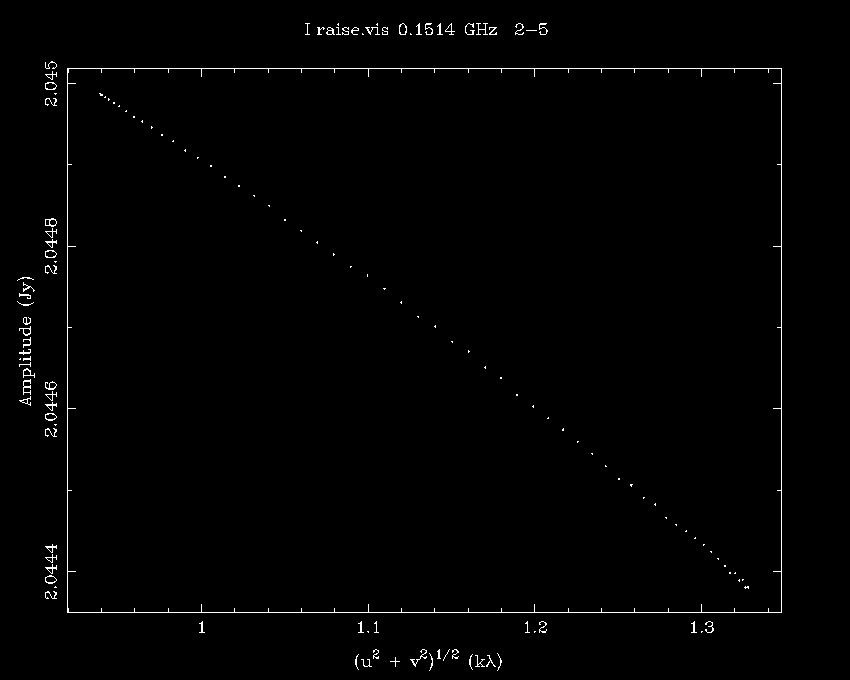 I raise.vis 0.1514 GHz 2-5
2.045
2.0448
2.0446
2.0444
Amplitude (Jy)
1 1.1 1.2 1.3
(u² + v²)^1/2 (kλ)